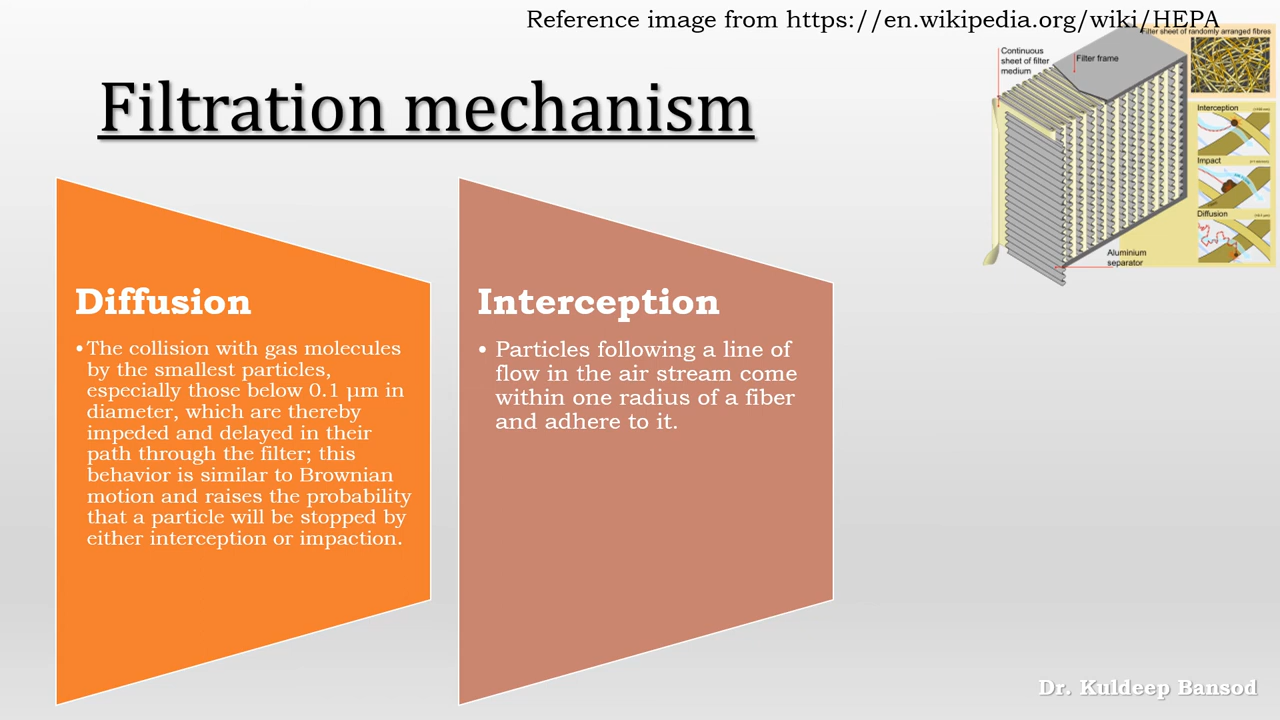 Reference image from https://en.wikipedia.org/wiki/HEPA
Filtration mechanism
Filter sheet of randomly arranged fibres
Continuous
sheet of filter
medium
Filter frame
Interception
Impact
Diffusion
Aluminium
separator
Diffusion
• The collision with gas molecules
by the smallest particles,
especially those below 0.1 µm in
diameter, which are thereby
impeded and delayed in their
path through the filter; this
behavior is similar to Brownian
motion and raises the probability
that a particle will be stopped by
either interception or impaction.
Interception
• Particles following a line of
flow in the air stream come
within one radius of a fiber
and adhere to it.
Dr. Kuldeep Bansod